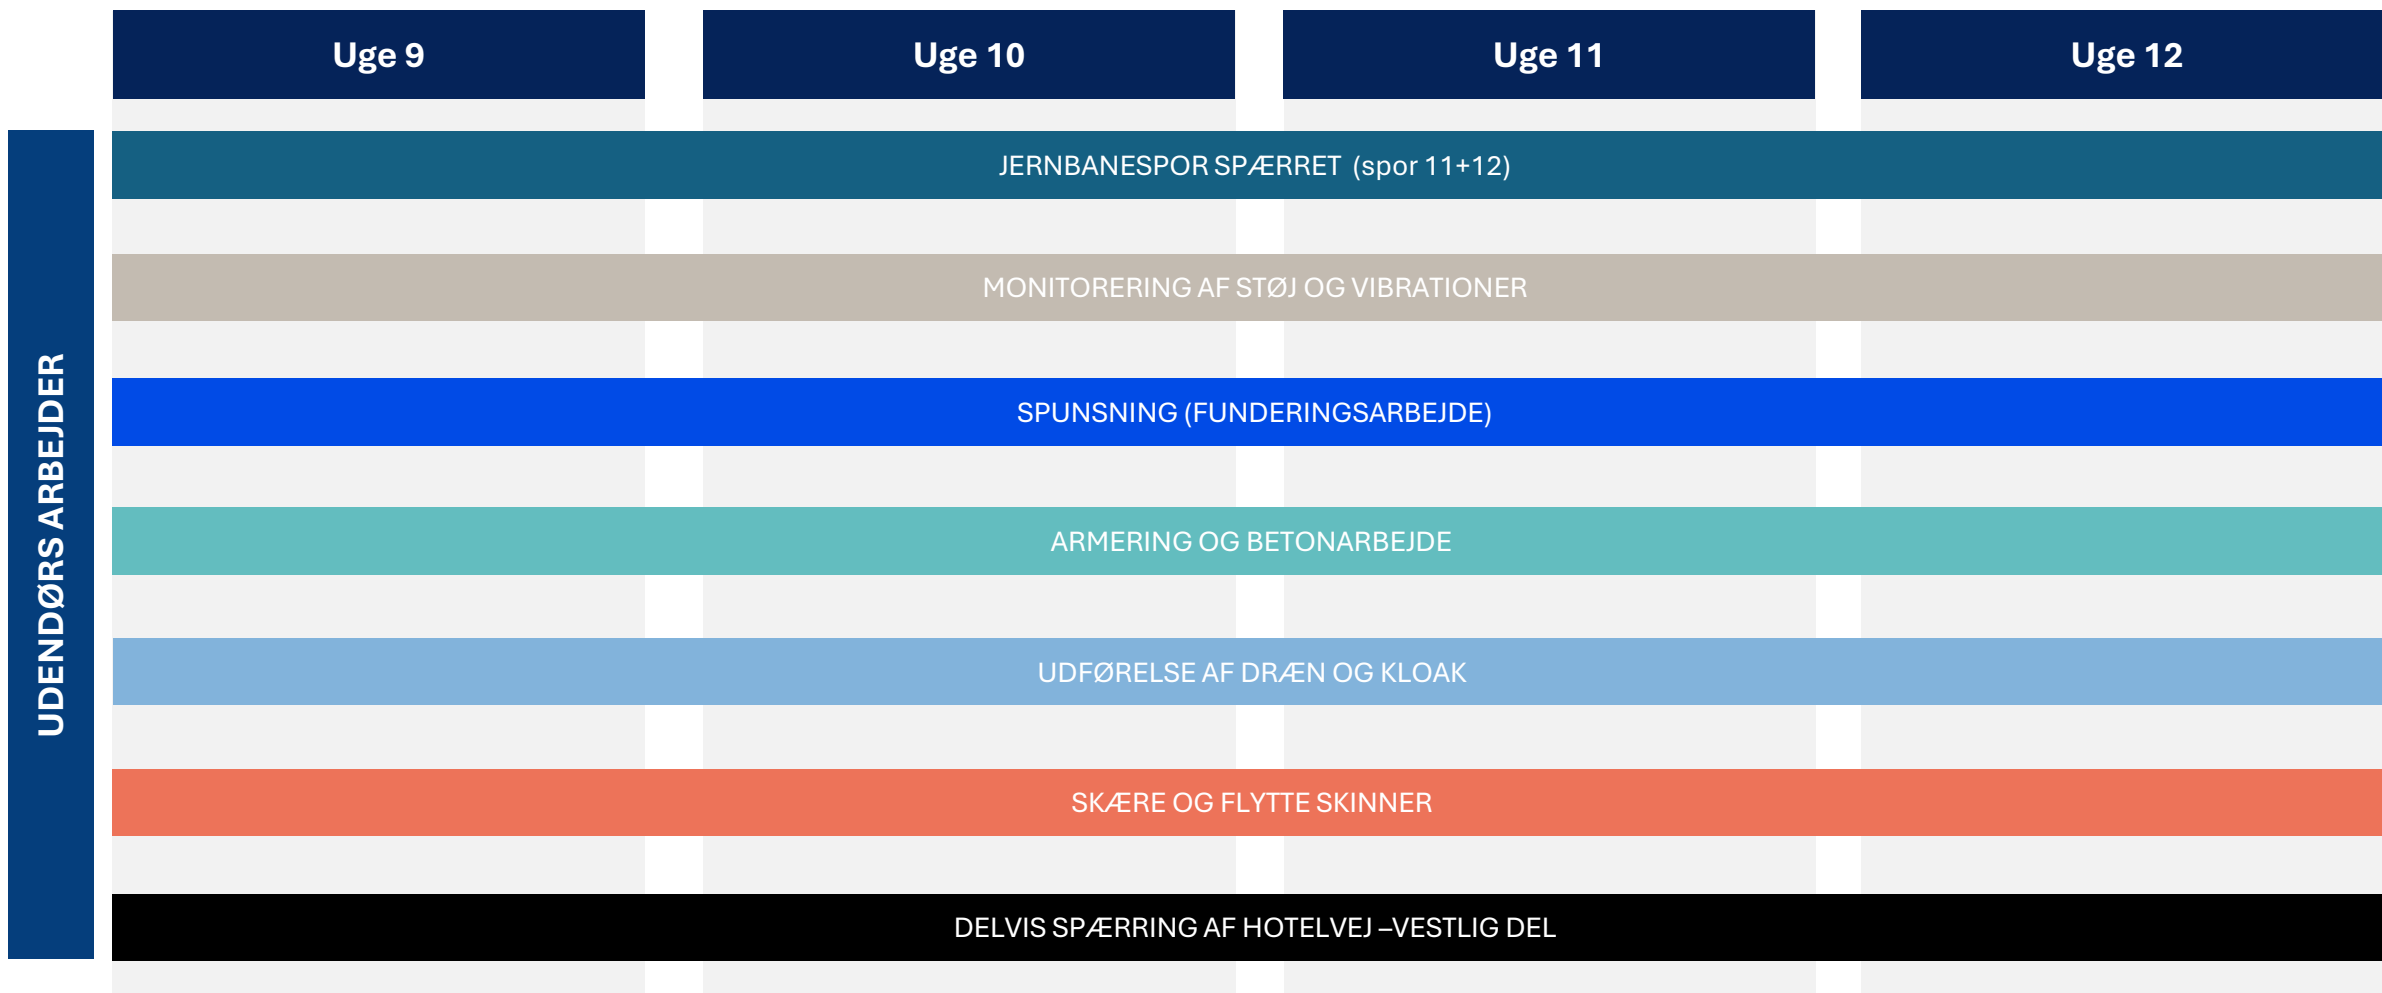 Uge 9
Uge 10
Uge 11
Uge 12
UDENDØRS ARBEJDER
JERNBANESPOR SPÆRRET (spor 11+12)
MONITORERING AF STØJ OG VIBRATIONER
SPUNSNING (FUNDERINGSARBEJDE)
ARMERING OG BETONARBEJDE
UDFØRELSE AF DRÆN OG KLOAK
SKÆRE OG FLYTTE SKINNER
DELVIS SPÆRRING AF HOTELVEJ –VESTLIG DEL